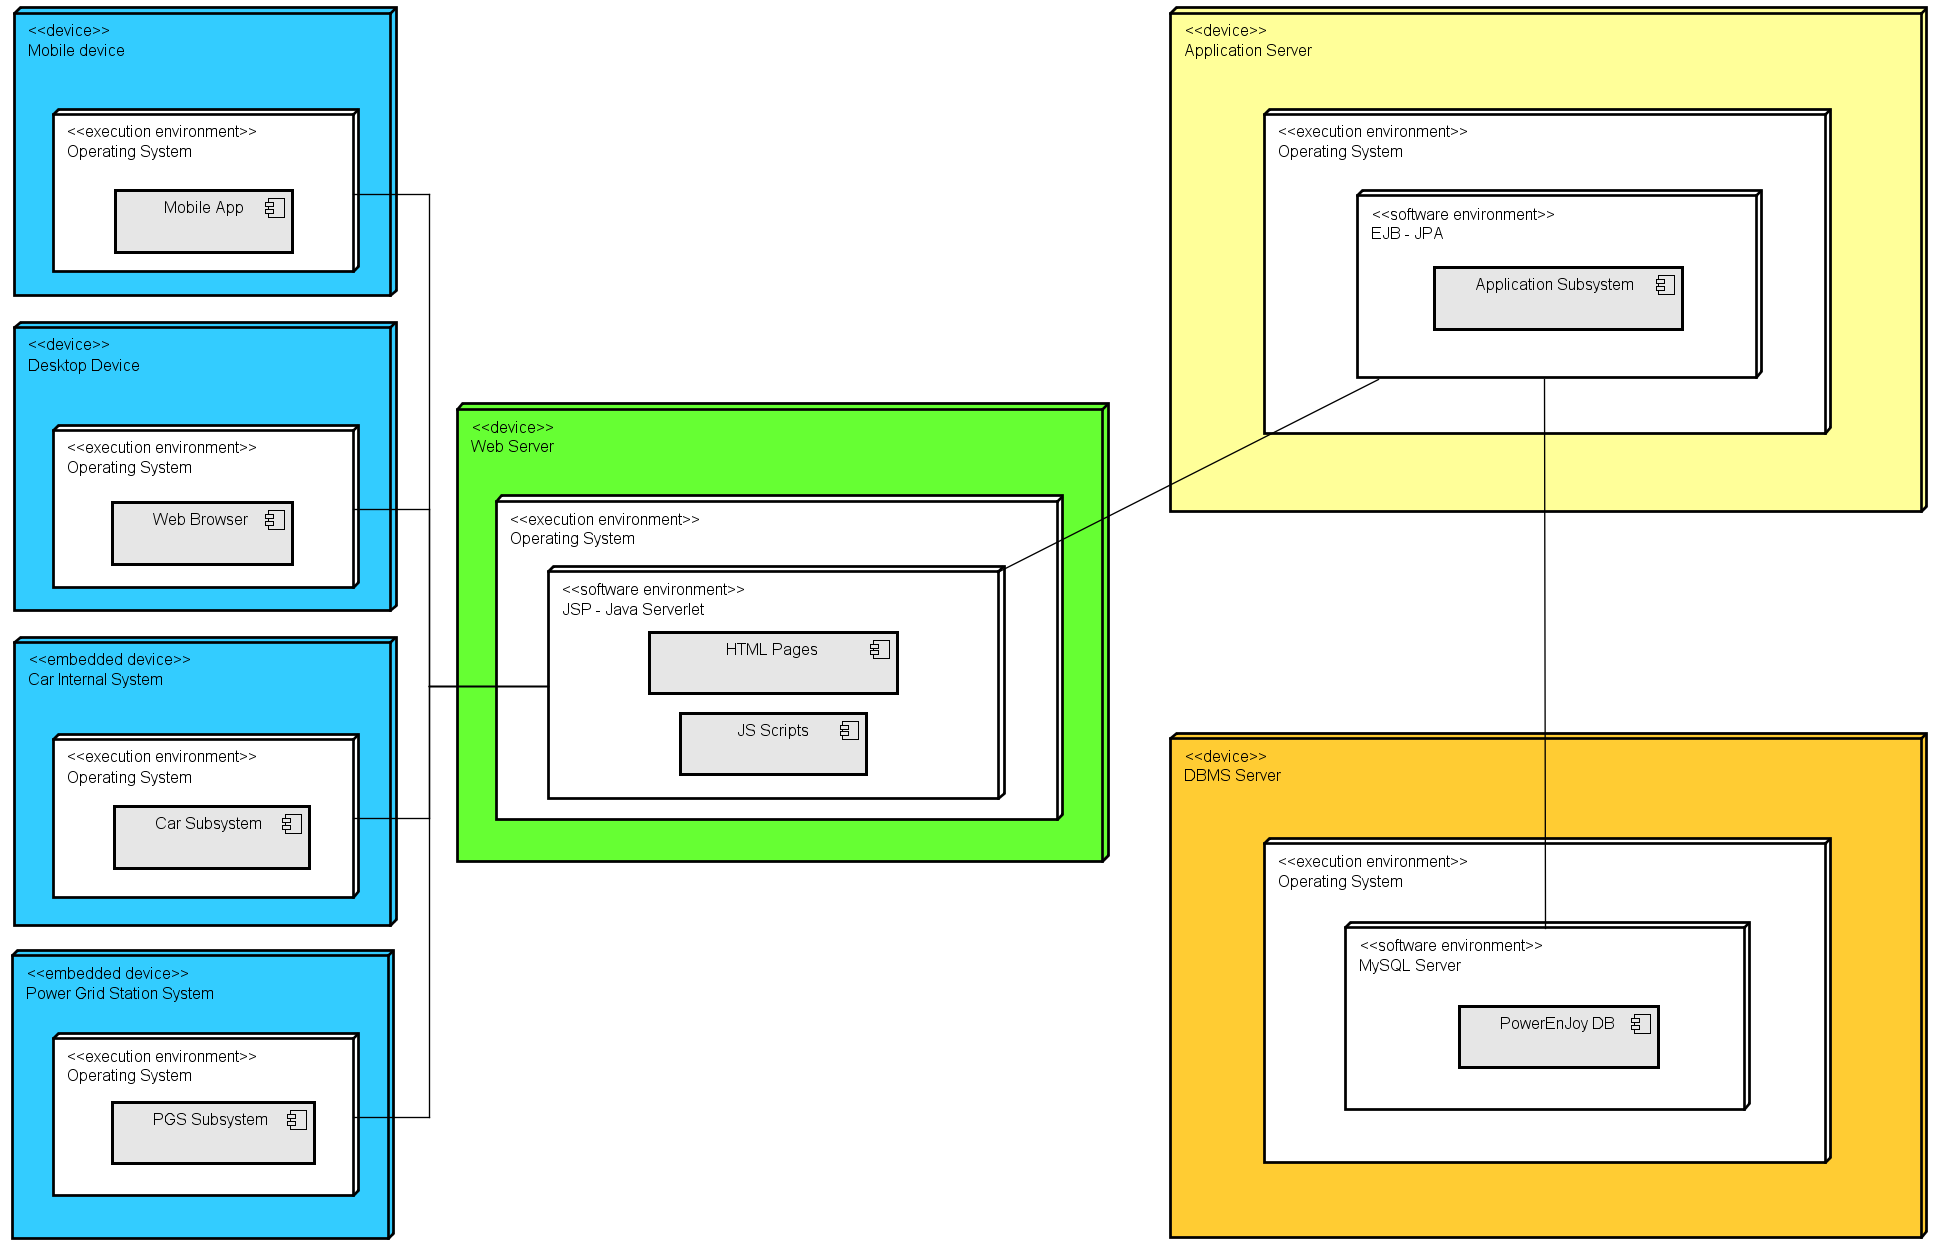 <<device>>
Mobile device
<<execution environment>>
Operating System
Mobile App
<<device>>
Desktop Device
<<execution environment>>
Operating System
Web Browser
<<embedded device>>
Car Internal System
<<execution environment>>
Operating System
Car Subsystem
<<embedded device>>
Power Grid Station System
<<execution environment>>
Operating System
PGS Subsystem
<<device>>
Web Server
<<execution environment>>
Operating System
<<software environment>>
JSP - Java Serverlet
HTML Pages
JS Scripts
<<device>>
Application Server
<<execution environment>>
Operating System
<<software environment>>
EJB - JPA
Application Subsystem
<<device>>
DBMS Server
<<execution environment>>
Operating System
<<software environment>>
MySQL Server
PowerEnJoy DB